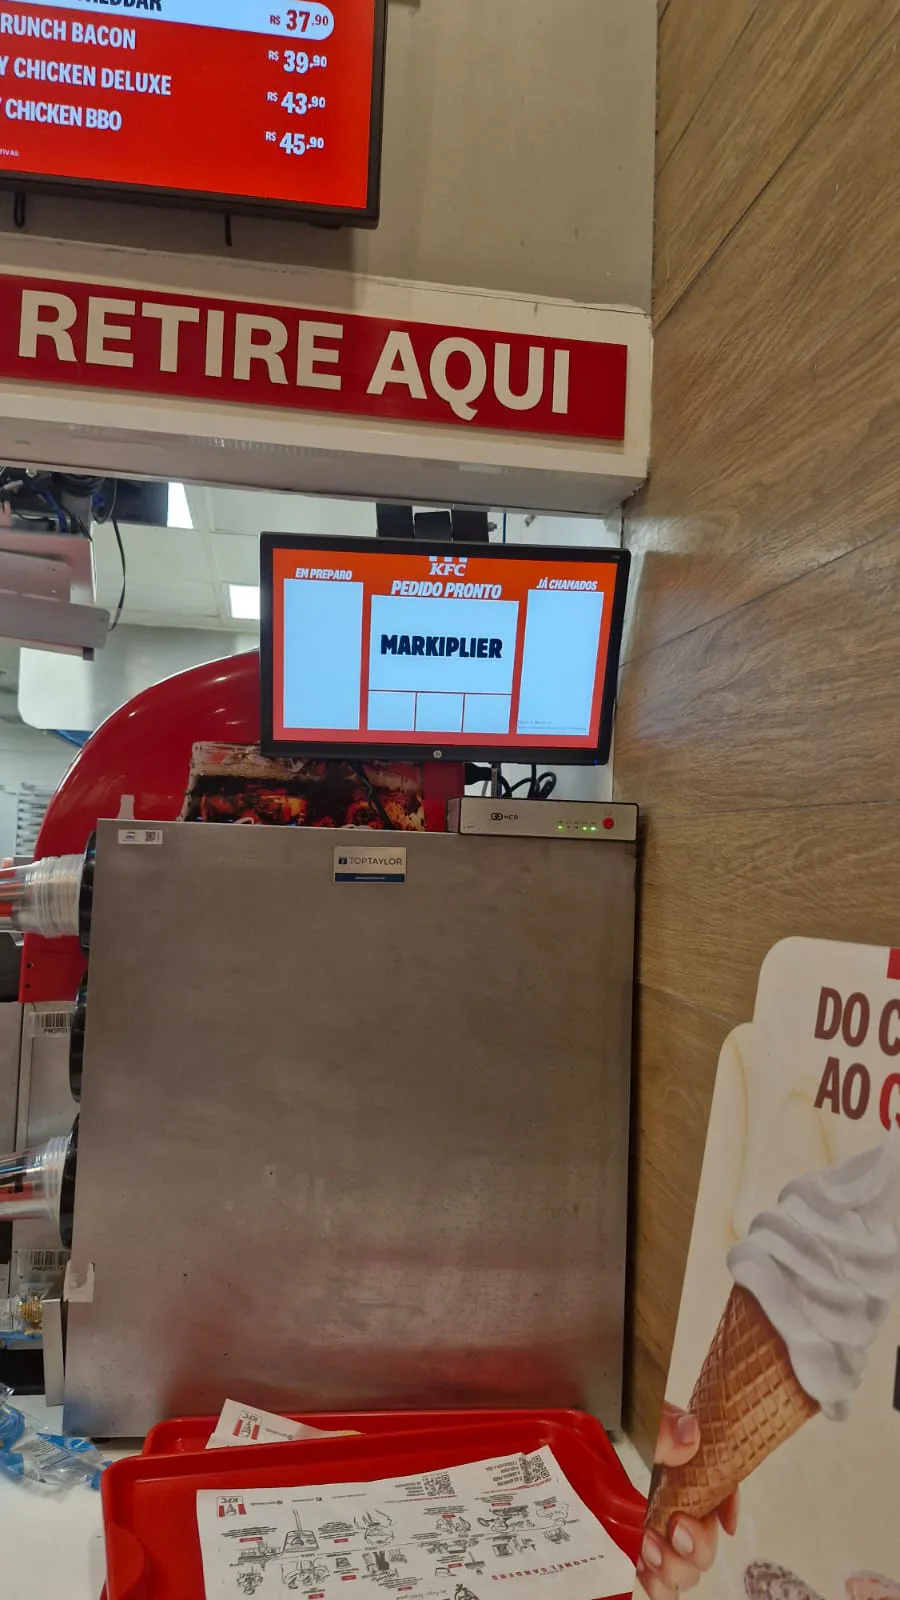 R$ 37,90
RUNCH BACON
R$ 39,90
Y CHICKEN DELUXE
R$ 43,90
CHICKEN BBQ
R$ 45,90
RETIRE AQUI
KFC
EM PREPARO
PEDIDO PRONTO
JÁ CHAMADOS
MARKIPLIER
NCR
TOPTAYLOR
DO C
AO
KFC
KFC